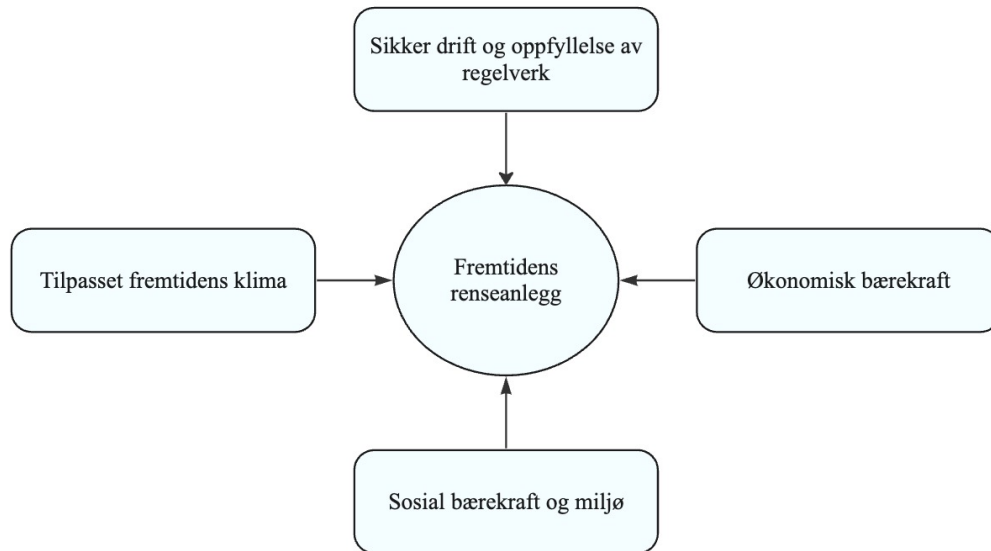 Sikker drift og oppfyllelse av
regelverk
Tilpasset fremtidens klima
Fremtidens
renseanlegg
Økonomisk bærekraft
Sosial bærekraft og miljø